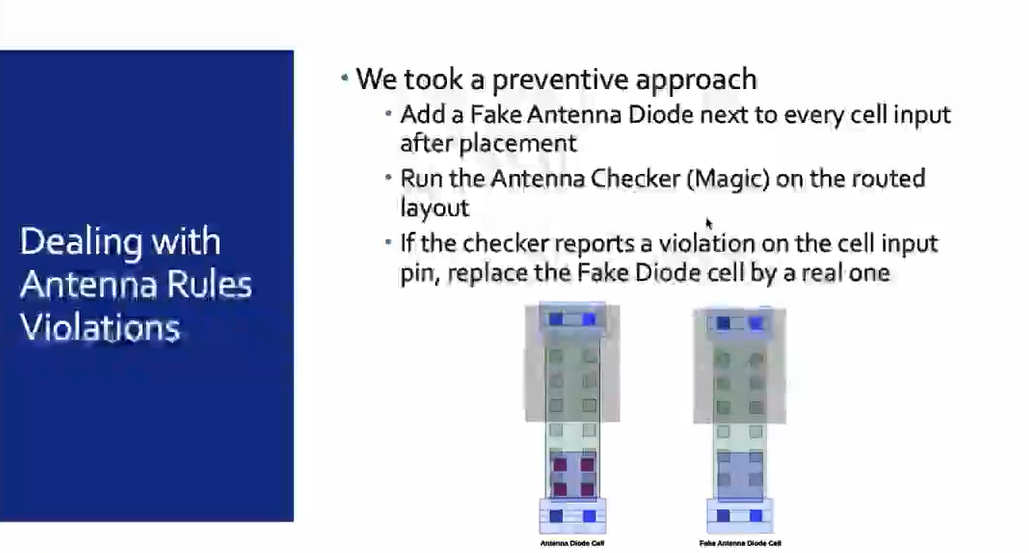 Dealing with
Antenna Rules
Violations
• We took a preventive approach
• Add a Fake Antenna Diode next to every cell input
after placement
• Run the Antenna Checker (Magic) on the routed
layout
• If the checker reports a violation on the cell input
pin, replace the Fake Diode cell by a real one
Antenna Diode Cell
Fake Antenna Diode Cell